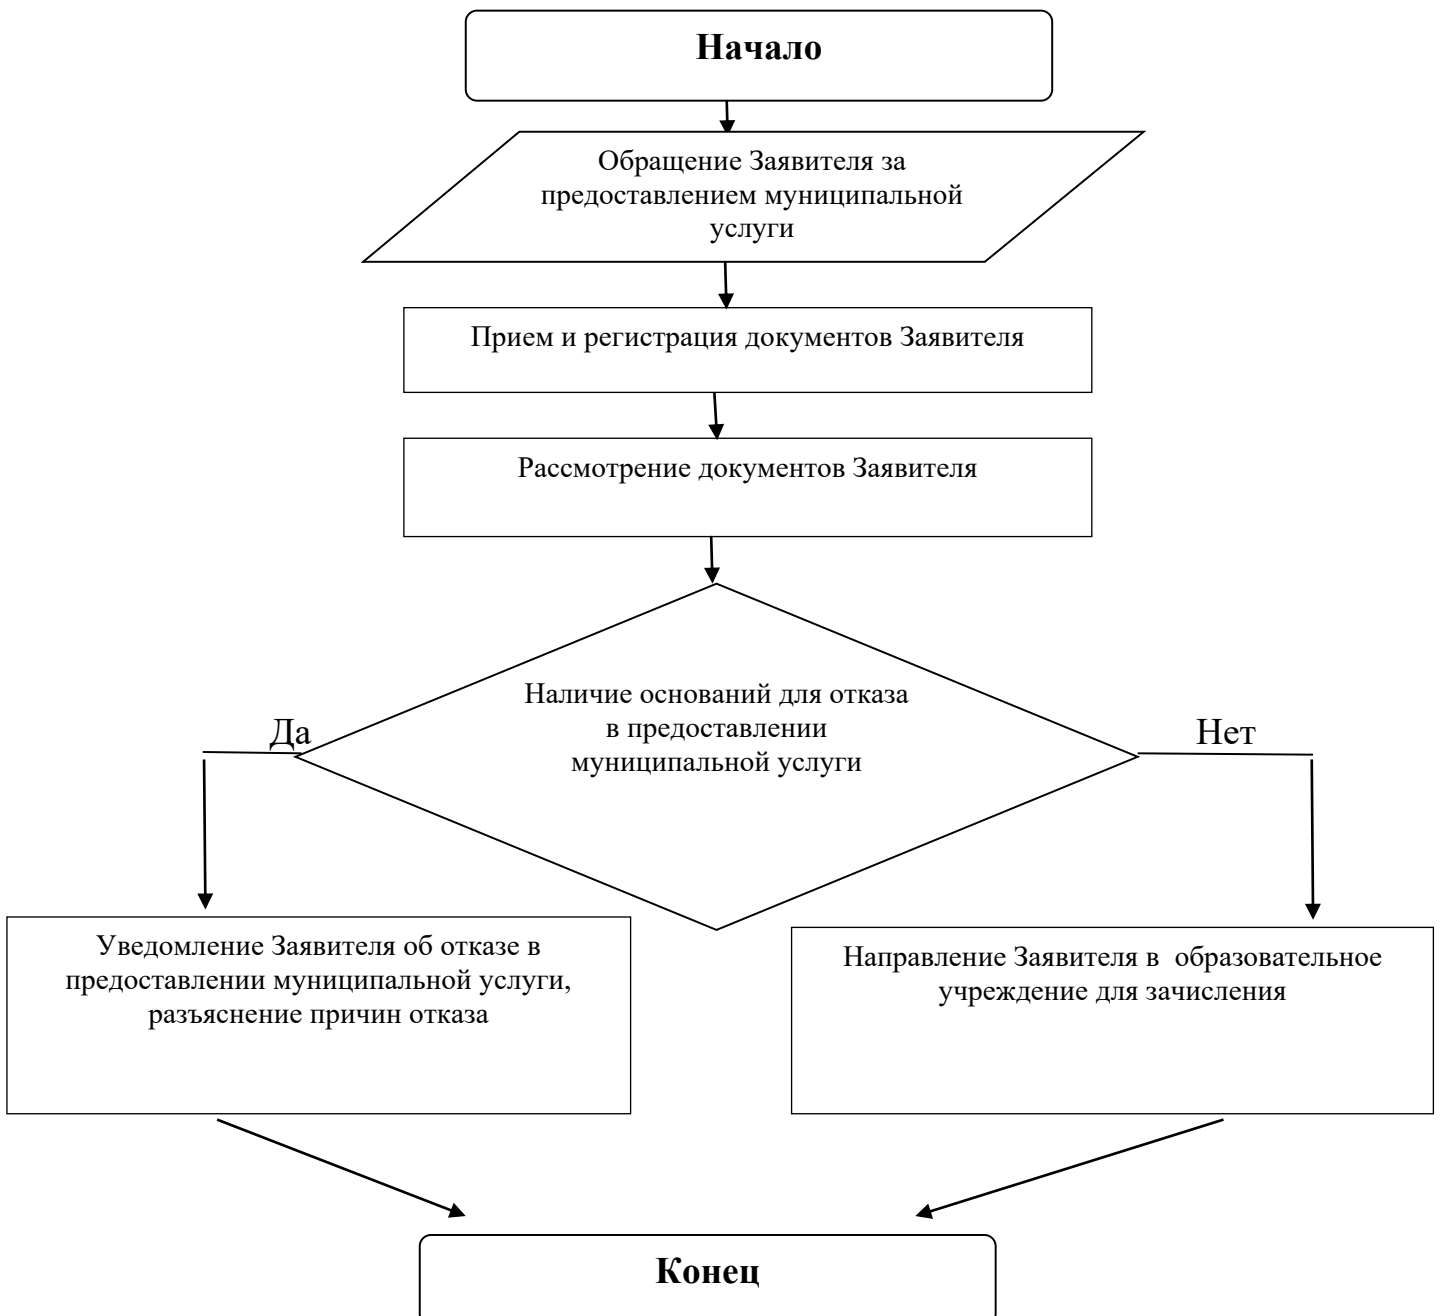 Начало
Обращение Заявителя за
предоставлением муниципальной
услуги
Прием и регистрация документов Заявителя
Рассмотрение документов Заявителя
Наличие оснований для отказа
в предоставлении
муниципальной услуги
Да
Нет
Уведомление Заявителя об отказе в
предоставлении муниципальной услуги,
разъяснение причин отказа
Направление Заявителя в  образовательное
учреждение для зачисления
Конец